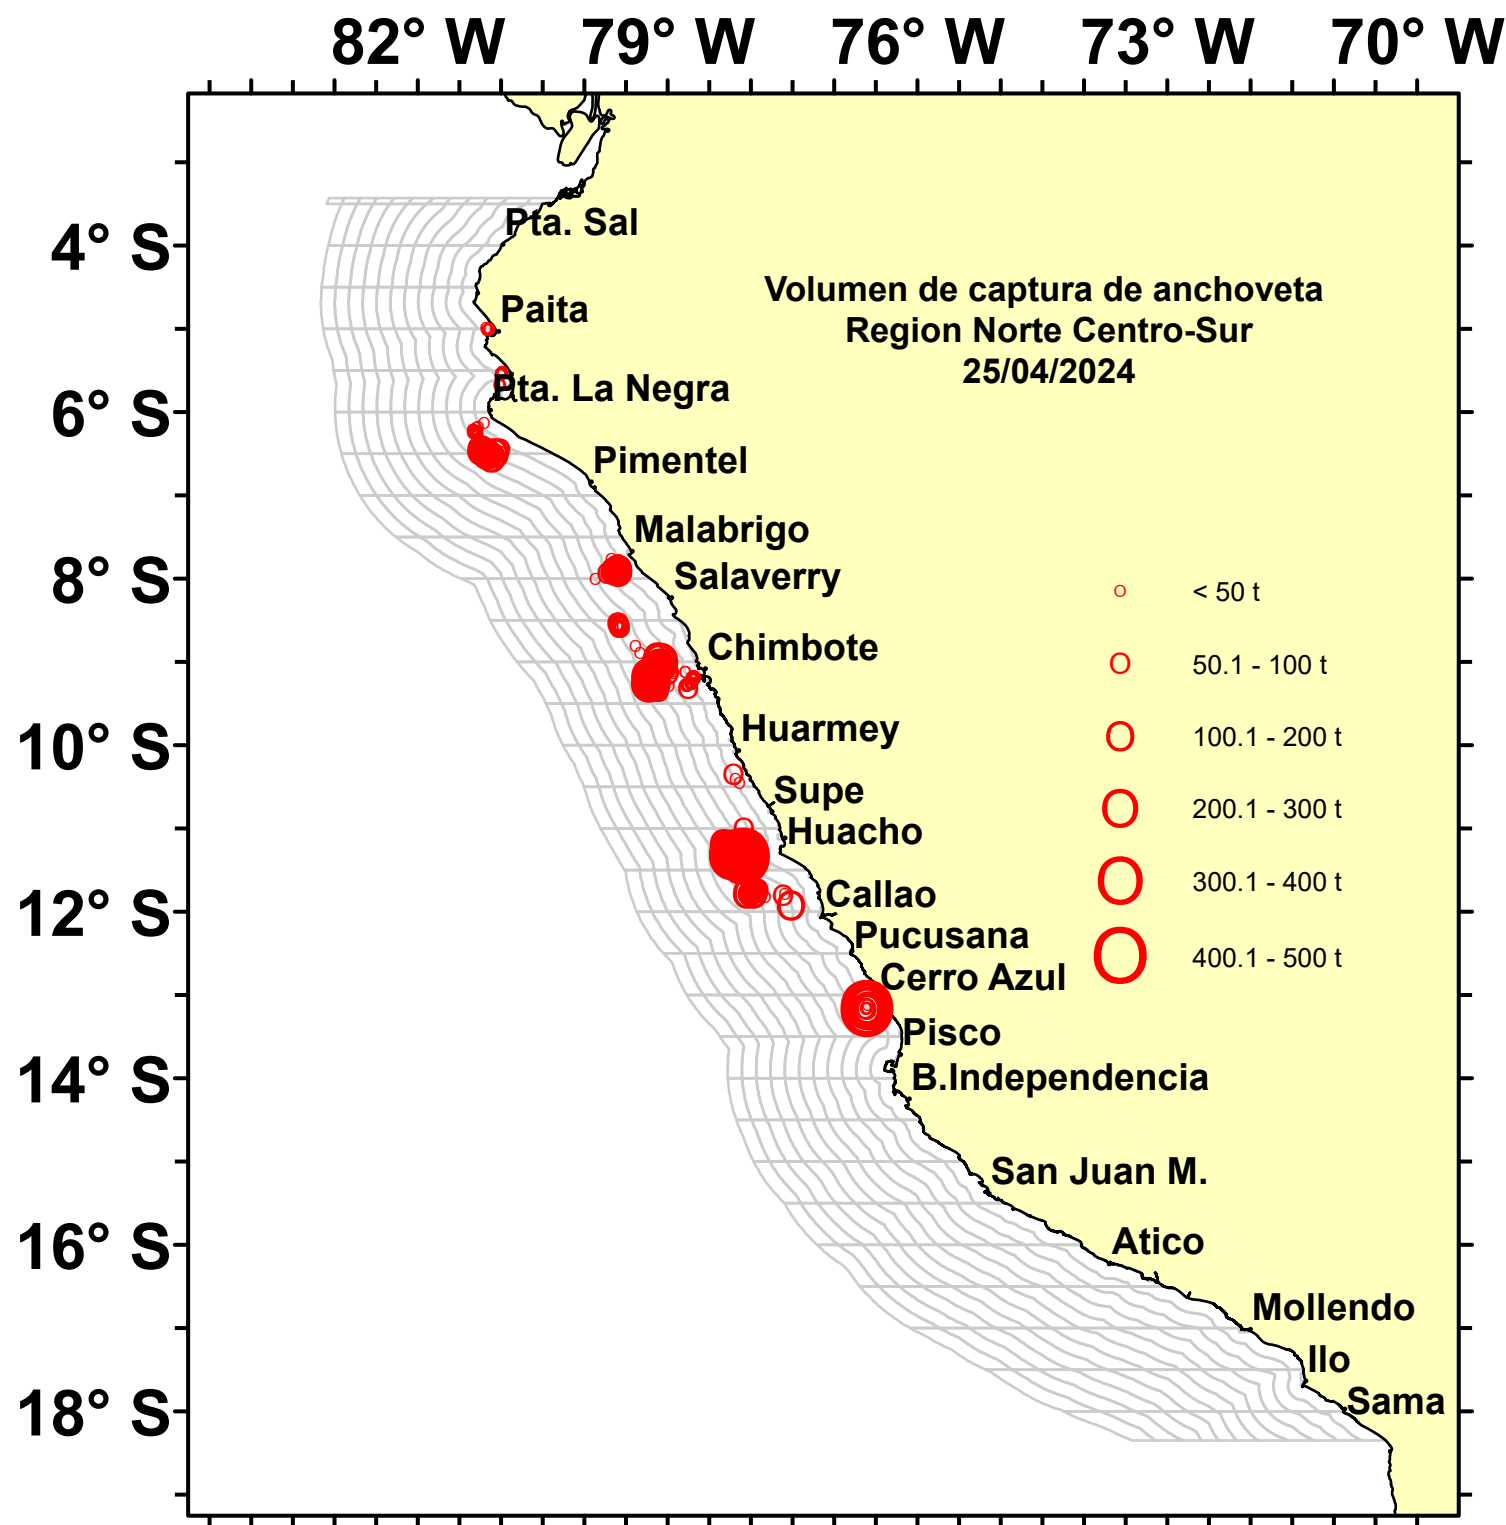 82° W 79° W 76° W 73° W 70° W
4° S
6° S
8° S
10° S
12° S
14° S
16° S
18° S
Pta. Sal
Paita
Pta. La Negra
Pimentel
Malabrigo
Salaverry
Chimbote
Huarmey
Supe
Huacho
Callao
Pucusana
Cerro Azul
Pisco
B.Independencia
San Juan M.
Atico
Mollendo
Ilo
Sama
Volumen de captura de anchoveta
Region Norte Centro-Sur
25/04/2024
< 50 t
50.1 - 100 t
100.1 - 200 t
200.1 - 300 t
300.1 - 400 t
400.1 - 500 t